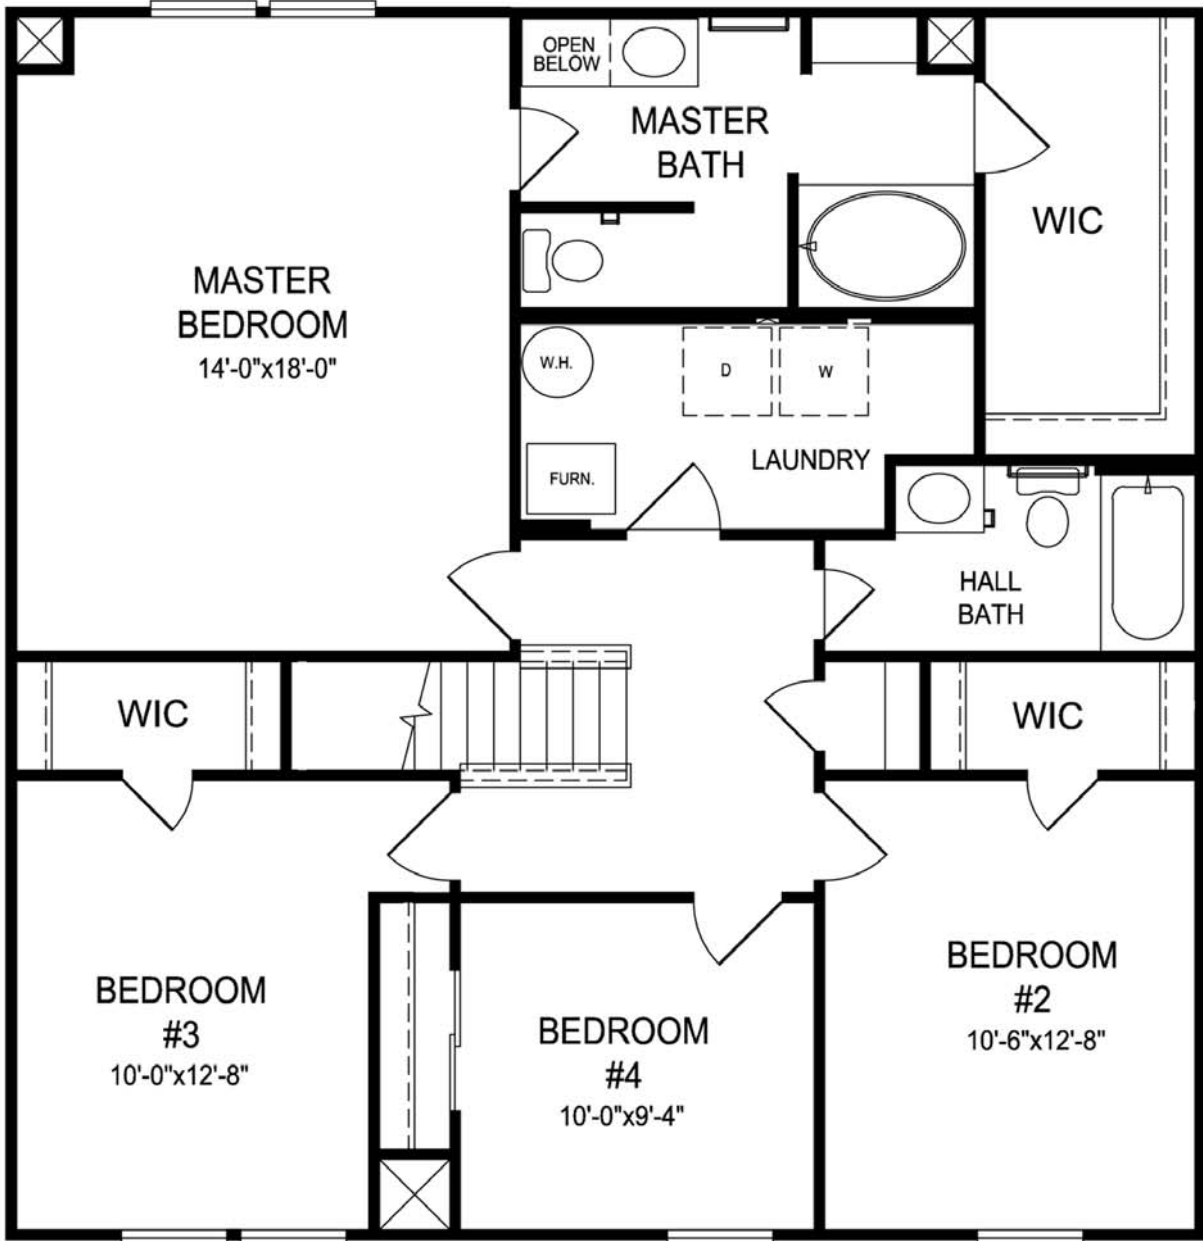 OPEN
BELOW
MASTER
BATH
WIC
MASTER
BEDROOM
14'-0"x18'-0"
W.H.
D
W
FURN.
LAUNDRY
HALL
BATH
WIC
WIC
BEDROOM
#3
10'-0"x12'-8"
BEDROOM
#4
10'-0"x9'-4"
BEDROOM
#2
10'-6"x12'-8"